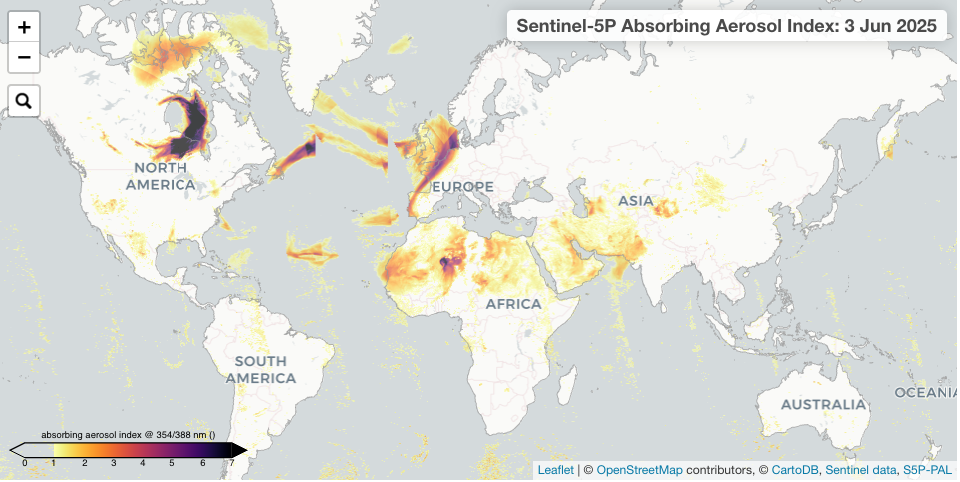 +
Sentinel-5P Absorbing Aerosol Index: 3 Jun 2025
−
NORTH
AMERICA
EUROPE
ASIA
AFRICA
SOUTH
AMERICA
OCEANIA
AUSTRALIA
absorbing aerosol index @ 354/388 nm ()
0 1 2 3 4 5 6 7
Leaflet | © OpenStreetMap contributors, © CartoDB, Sentinel data, S5P-PAL